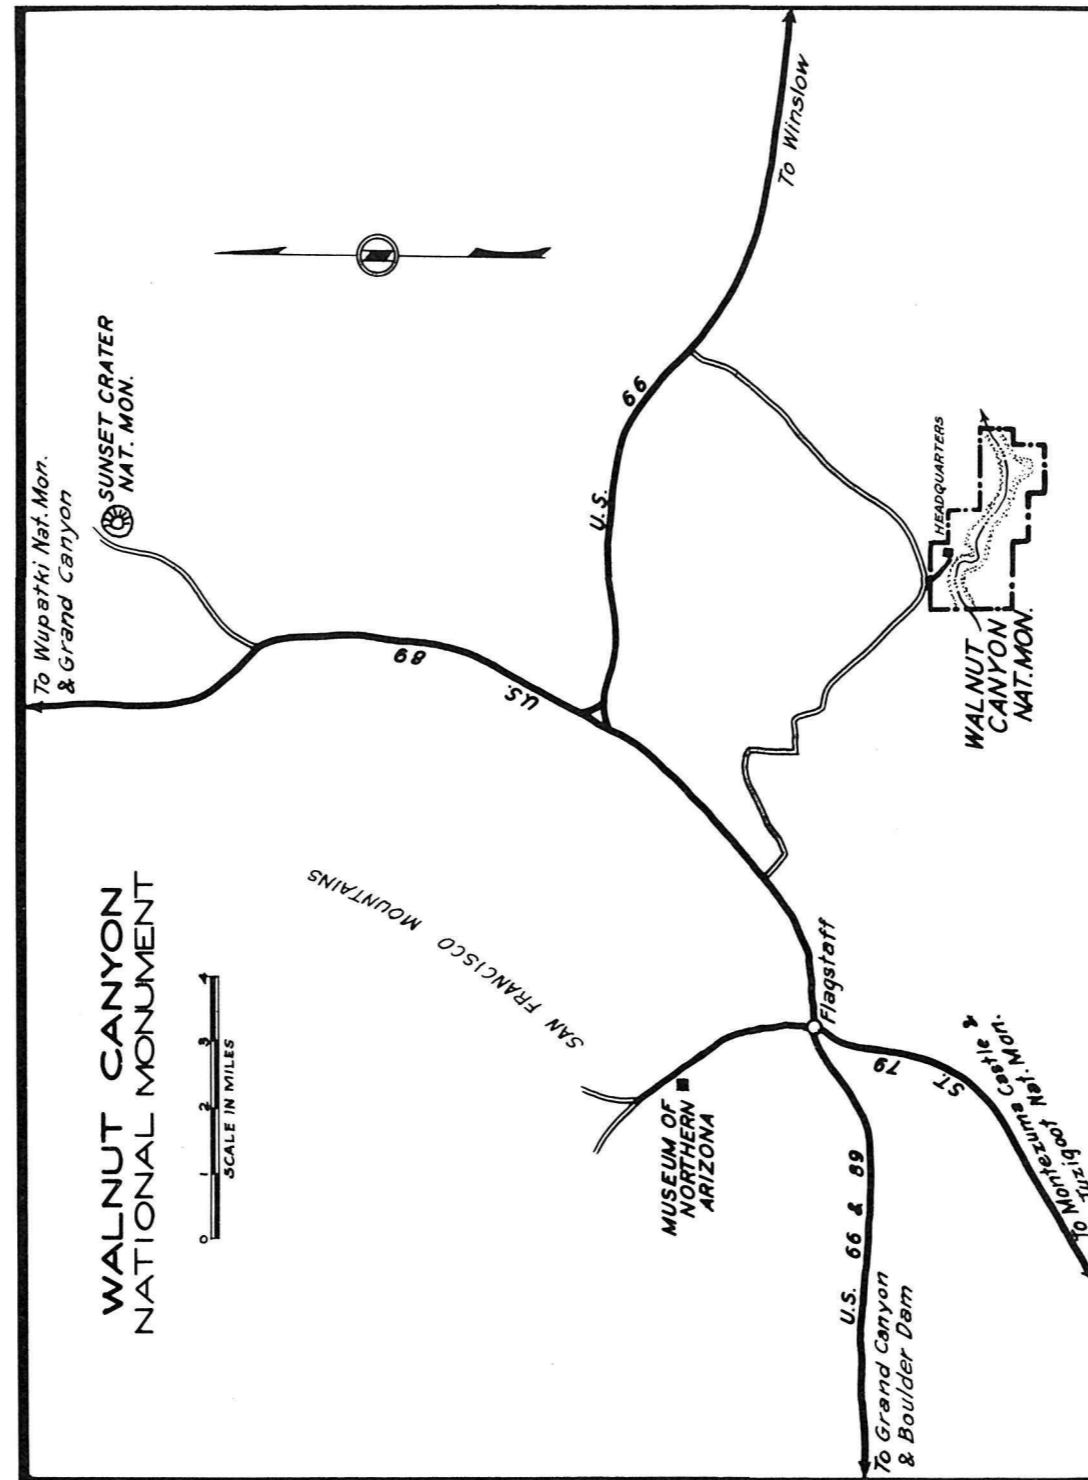 WALNUT CANYON
NATIONAL MONUMENT
0 1 2 3 4
SCALE IN MILES
To Wupatki Nat. Mon.
& Grand Canyon
SUNSET CRATER
NAT. MON.
U.S. 89
SAN FRANCISCO MOUNTAINS
U.S. 66
To Winslow
MUSEUM OF
NORTHERN
ARIZONA
Flagstaff
HEADQUARTERS
WALNUT
CANYON
NAT. MON.
U.S. 66 & 89
To Grand Canyon
& Boulder Dam
ST. 79
To Montezuma Castle &
Tuzigoot Nat. Mon.